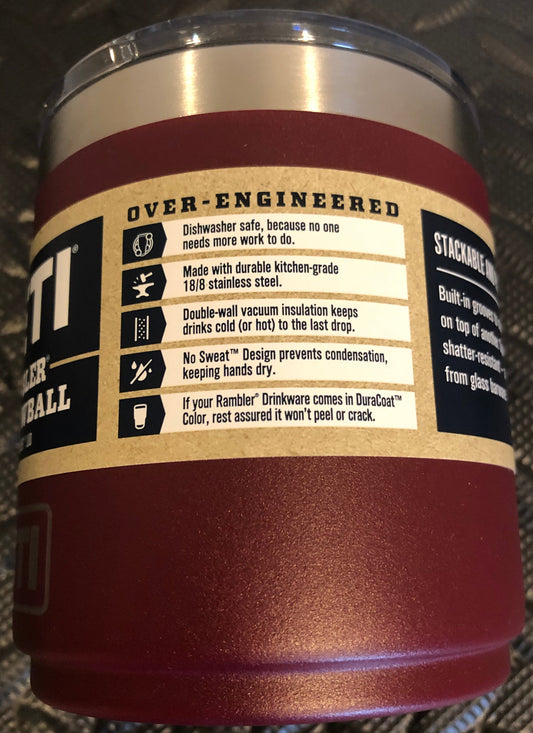 OVER-ENGINEERED
Dishwasher safe, because no one
needs more work to do.
Made with durable kitchen-grade
18/8 stainless steel.
Double-wall vacuum insulation keeps
drinks cold (or hot) to the last drop.
No Sweat™ Design prevents condensation,
keeping hands dry.
If your Rambler® Drinkware comes in DuraCoat™
Color, rest assured it won't peel or crack.
TI®
LER®
BALL
STACKABLE
Built-in
on top of
shatter-resistant
from glass
TI